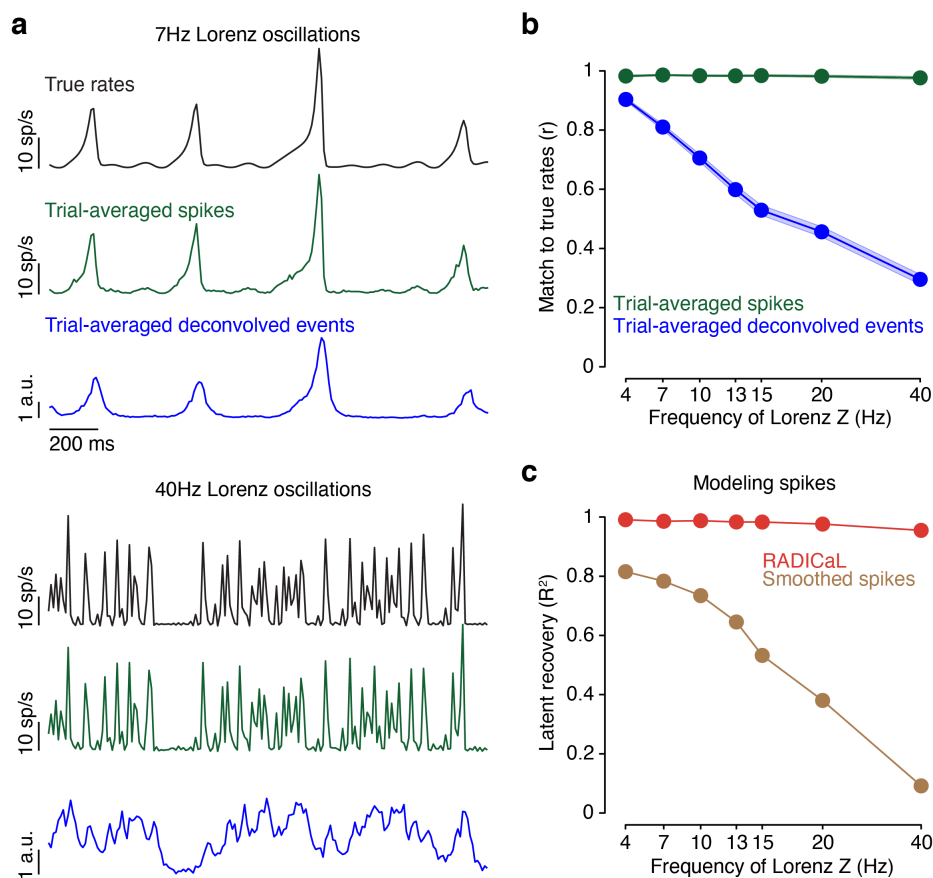 a
7Hz Lorenz oscillations
True rates
10 sp/s
Trial-averaged spikes
10 sp/s
Trial-averaged deconvolved events
1 a.u.
200 ms
40Hz Lorenz oscillations
10 sp/s
10 sp/s
1 a.u.
b
1
0.8
0.6
0.4
0.2
0
Match to true rates (r)
Trial-averaged spikes
Trial-averaged deconvolved events
4 7 10 13 15 20 40
Frequency of Lorenz Z (Hz)
c
Modeling spikes
1
0.8
0.6
0.4
0.2
0
Latent recovery (R²)
RADICaL
Smoothed spikes
4 7 10 13 15 20 40
Frequency of Lorenz Z (Hz)